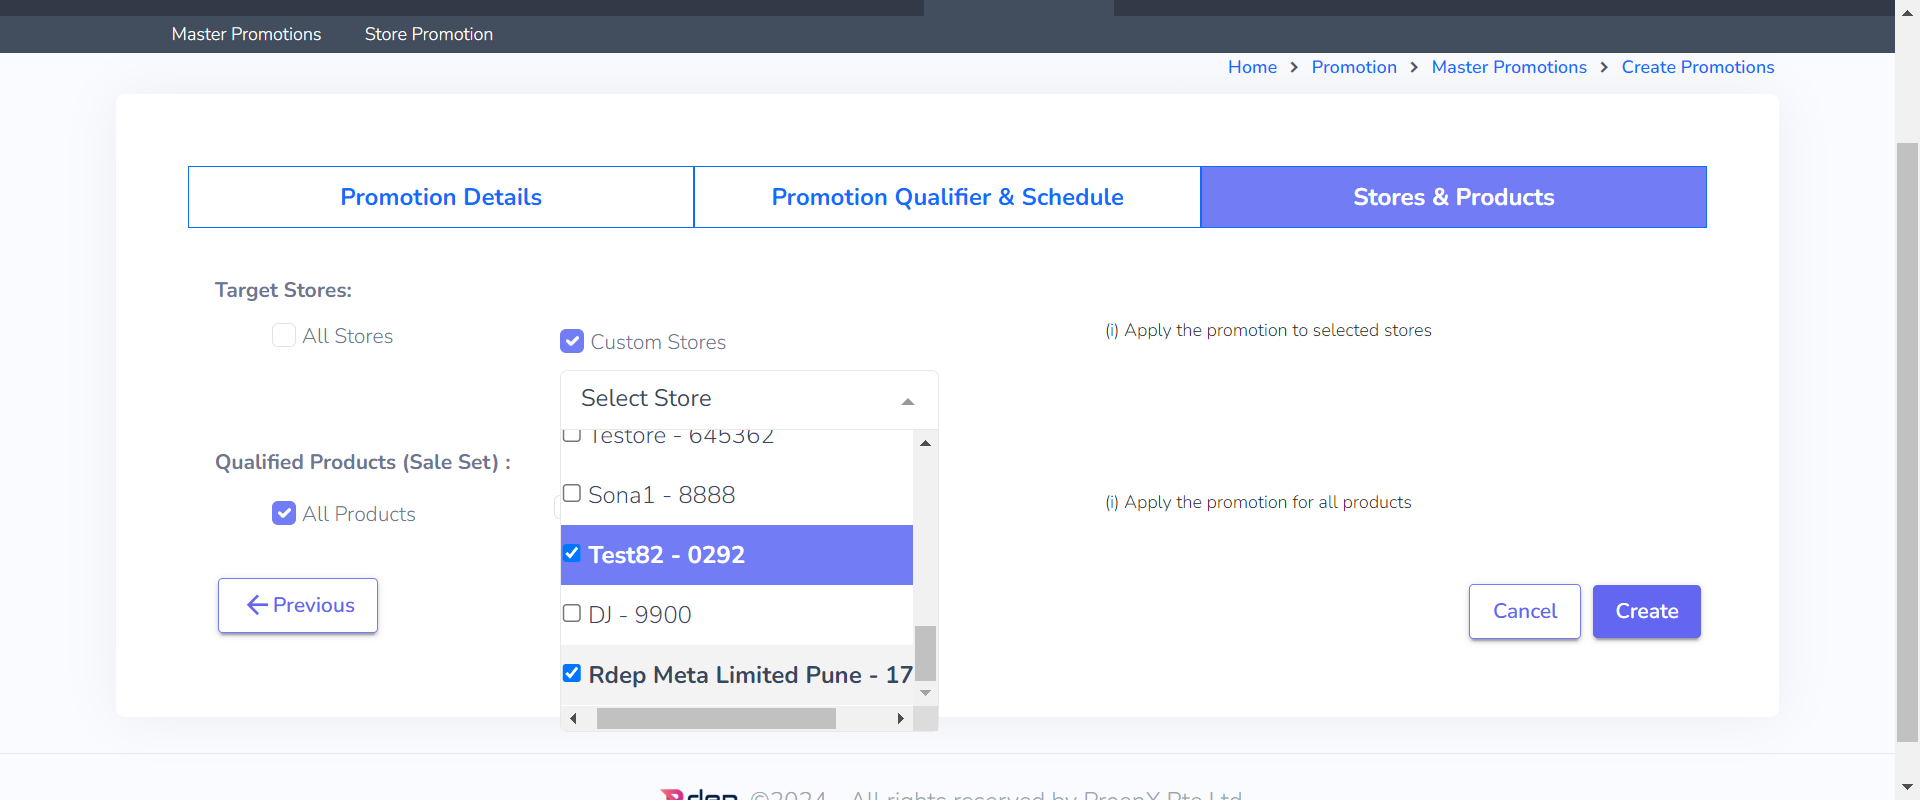 Master Promotions Store Promotion
Home > Promotion > Master Promotions > Create Promotions
Promotion Details Promotion Qualifier & Schedule Stores & Products
Target Stores:
All Stores
Custom Stores
(i) Apply the promotion to selected stores
Select Store
Testore - 645362
Sona1 - 8888
Test82 - 0292
DJ - 9900
Rdep Meta Limited Pune - 17
Qualified Products (Sale Set) :
All Products
(i) Apply the promotion for all products
Previous
Cancel Create
Rdep ©2024 All rights reserved by ProenX Pte Ltd